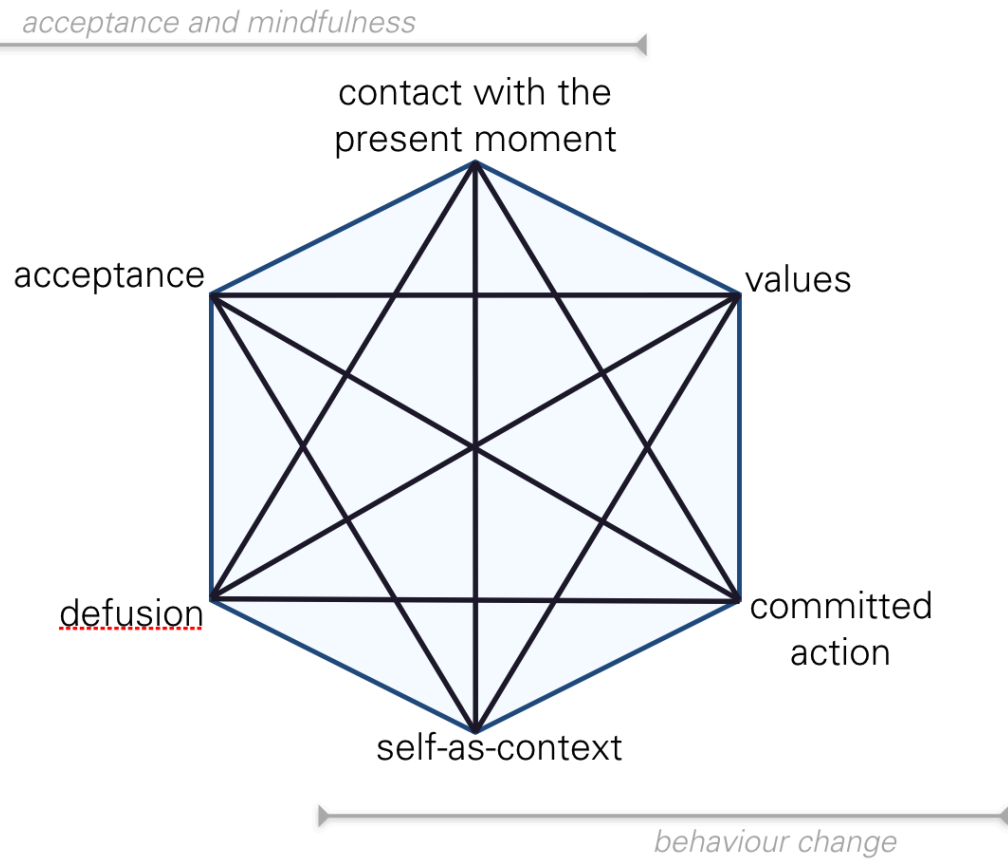 acceptance and mindfulness
contact with the
present moment
acceptance
values
defusion
committed
action
self-as-context
behaviour change